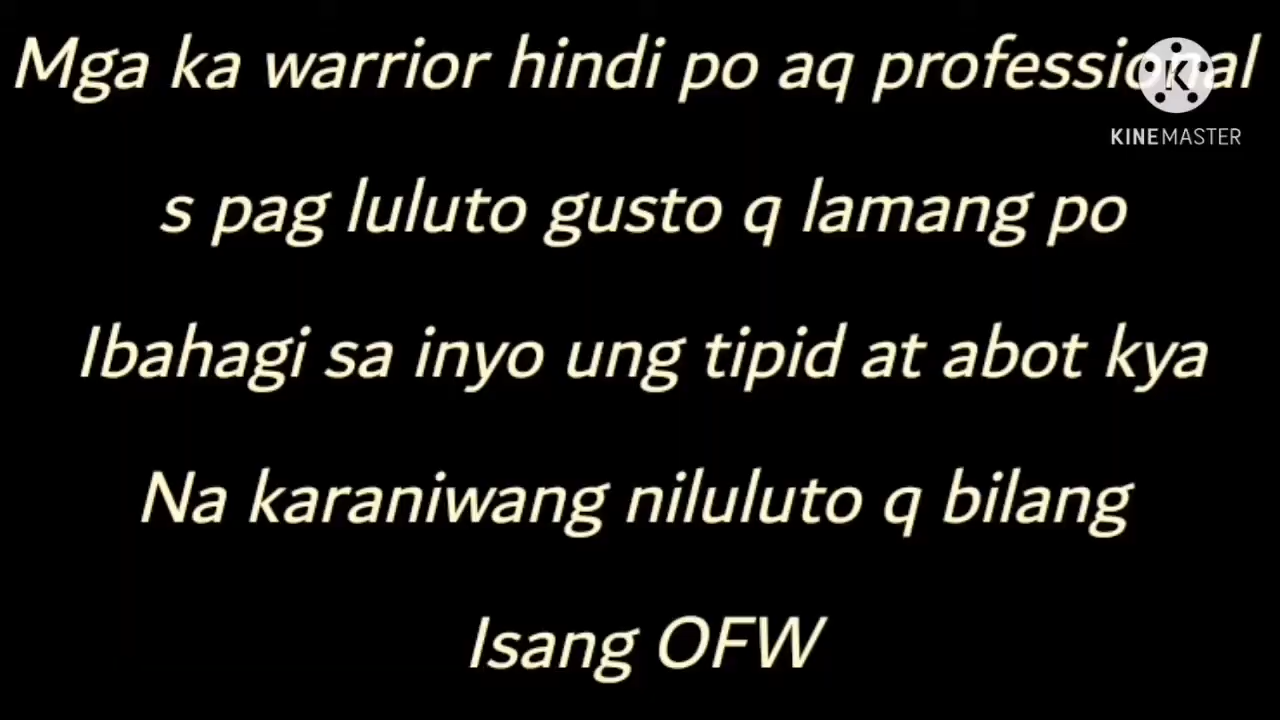 Mga ka warrior hindi po aq professional
KINEMASTER
s pag luluto gusto q lamang po
Ibahagi sa inyo ung tipid at abot kya
Na karaniwang niluluto q bilang
Isang OFW